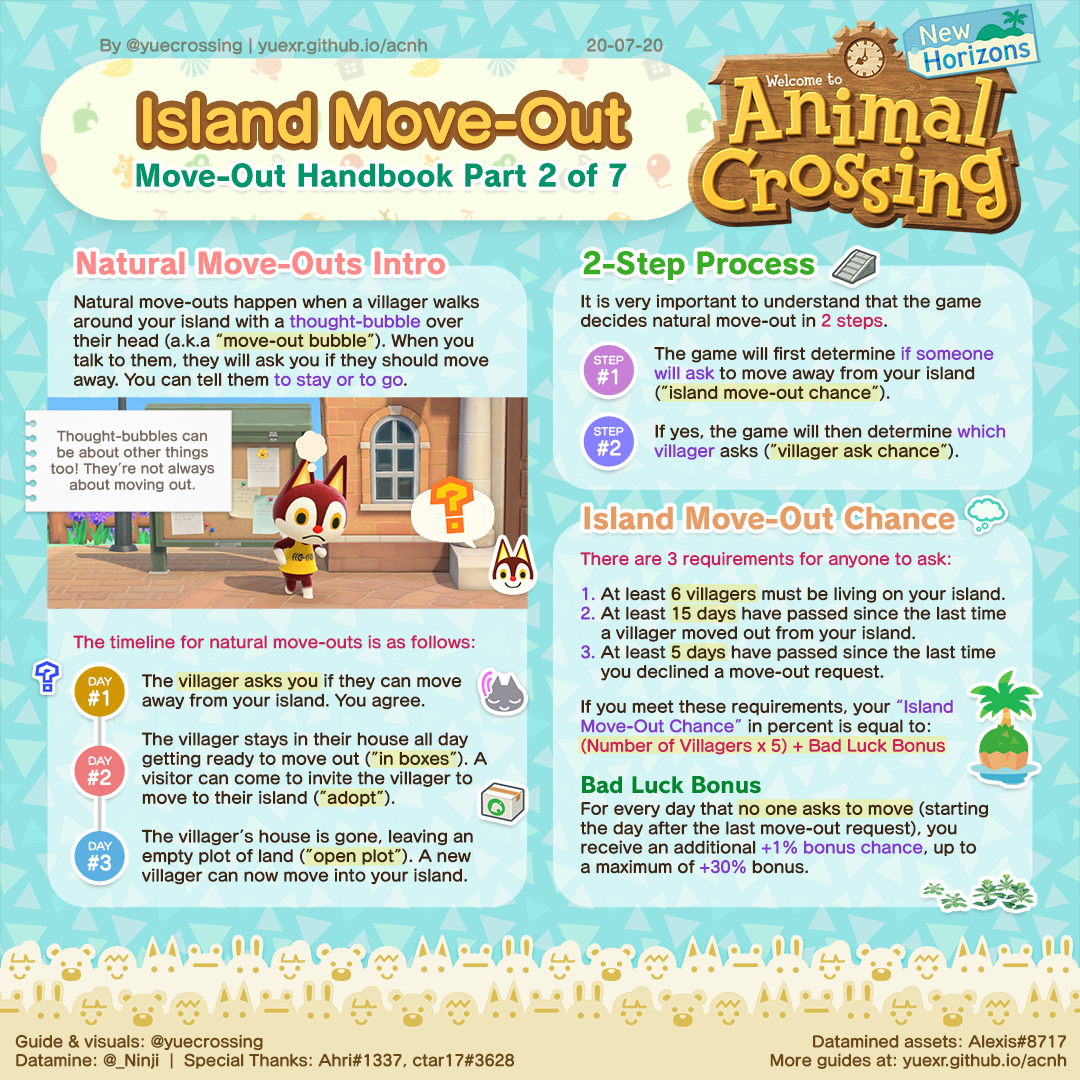 By @yuecrossing | yuexr.github.io/acnh
20-07-20
New
Horizons
Welcome to
Animal
Crossing
Island Move-Out
Move-Out Handbook Part 2 of 7
Natural Move-Outs Intro
Natural move-outs happen when a villager walks
around your island with a thought-bubble over
their head (a.k.a "move-out bubble"). When you
talk to them, they will ask you if they should move
away. You can tell them to stay or to go.
Thought-bubbles can
be about other things
too! They're not always
about moving out.
?
The timeline for natural move-outs is as follows:
?
DAY
#1
The villager asks you if they can move
away from your island. You agree.
DAY
#2
The villager stays in their house all day
getting ready to move out ("in boxes"). A
visitor can come to invite the villager to
move to their island ("adopt").
DAY
#3
The villager's house is gone, leaving an
empty plot of land ("open plot"). A new
villager can now move into your island.
2-Step Process
It is very important to understand that the game
decides natural move-out in 2 steps.
STEP
#1
The game will first determine if someone
will ask to move away from your island
("island move-out chance").
STEP
#2
If yes, the game will then determine which
villager asks ("villager ask chance").
Island Move-Out Chance
There are 3 requirements for anyone to ask:
1. At least 6 villagers must be living on your island.
2. At least 15 days have passed since the last time
a villager moved out from your island.
3. At least 5 days have passed since the last time
you declined a move-out request.
If you meet these requirements, your "Island
Move-Out Chance" in percent is equal to:
(Number of Villagers x 5) + Bad Luck Bonus
Bad Luck Bonus
For every day that no one asks to move (starting
the day after the last move-out request), you
receive an additional +1% bonus chance, up to
a maximum of +30% bonus.
Guide & visuals: @yuecrossing
Datamine: @_Ninji | Special Thanks: Ahri#1337, ctar17#3628
Datamined assets: Alexis#8717
More guides at: yuexr.github.io/acnh